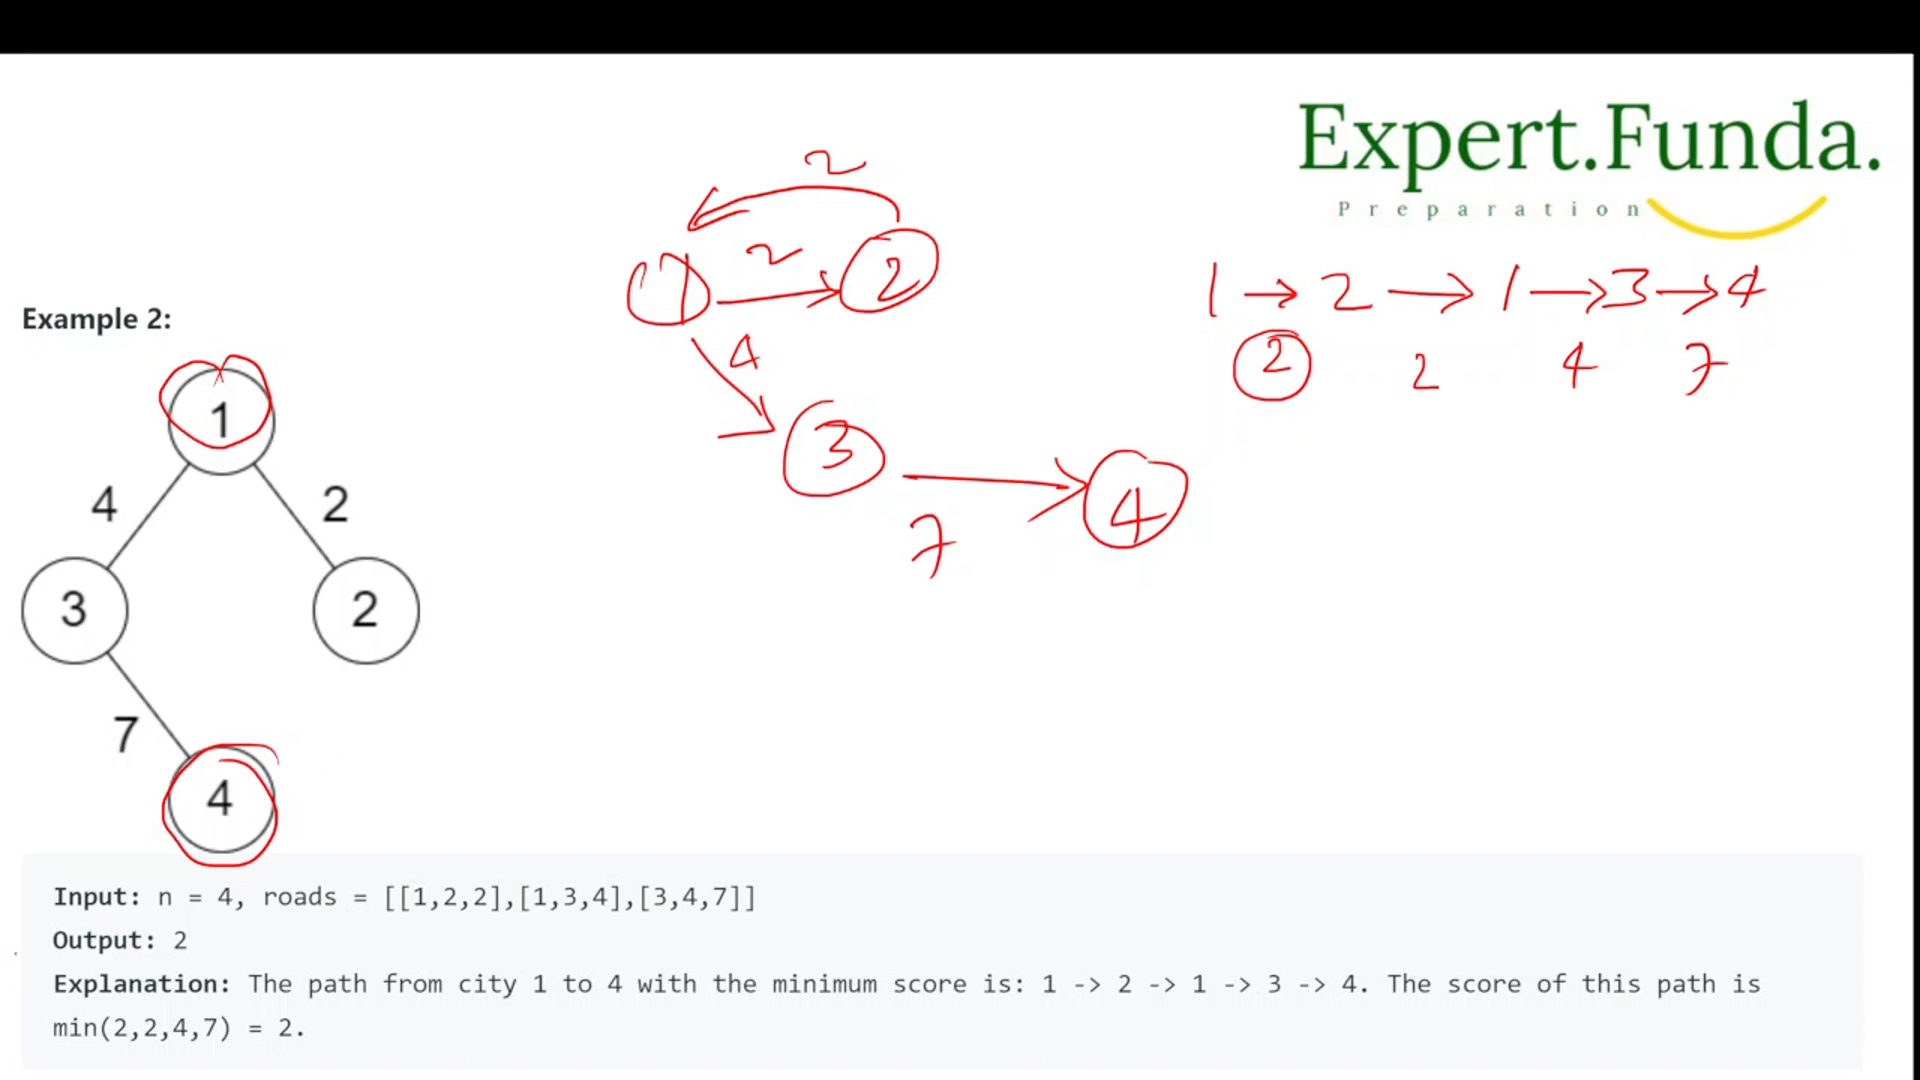 Expert.Funda.
Preparation
Example 2:
1
4
2
3
2
7
4
2
1
2
2
4
3
7
4
1 → 2 → 1 → 3 → 4
2 2 4 7
Input: n = 4, roads = [[1,2,2],[1,3,4],[3,4,7]]
Output: 2
Explanation: The path from city 1 to 4 with the minimum score is: 1 -> 2 -> 1 -> 3 -> 4. The score of this path is
min(2,2,4,7) = 2.